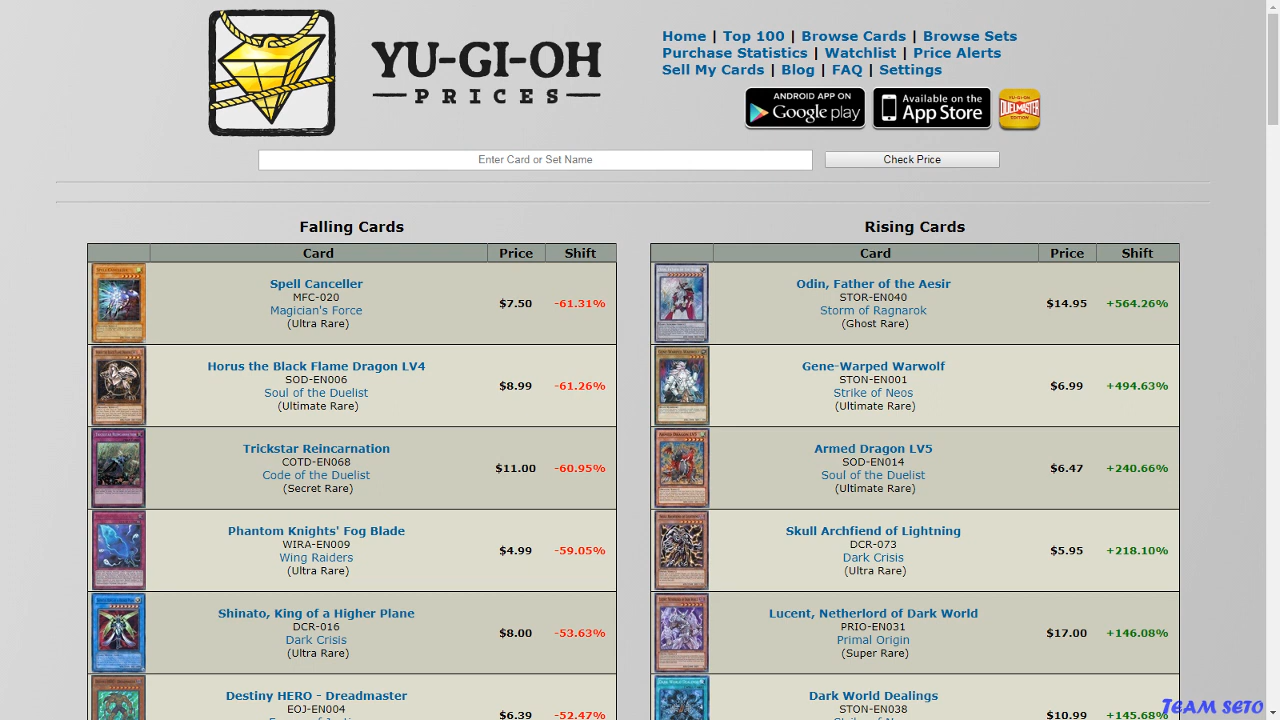 YU-GI-OH
PRICES
Home | Top 100 | Browse Cards | Browse Sets
Purchase Statistics | Watchlist | Price Alerts
Sell My Cards | Blog | FAQ | Settings
ANDROID APP ON
Google play
Available on the
App Store
YU-GI-OH
DUELMASTER
EDITION
Enter Card or Set Name
Check Price
Falling Cards
Card Price Shift
Spell Canceller
MFC-020
Magician's Force
(Ultra Rare)
$7.50 -61.31%
Horus the Black Flame Dragon LV4
SOD-EN006
Soul of the Duelist
(Ultimate Rare)
$8.99 -61.26%
Trickstar Reincarnation
COTD-EN068
Code of the Duelist
(Secret Rare)
$11.00 -60.95%
Phantom Knights' Fog Blade
WIRA-EN009
Wing Raiders
(Ultra Rare)
$4.99 -59.05%
Shinato, King of a Higher Plane
DCR-016
Dark Crisis
(Ultra Rare)
$8.00 -53.63%
Destiny HERO - Dreadmaster
EOJ-EN004
$6.39 -52.47%
Rising Cards
Card Price Shift
Odin, Father of the Aesir
STOR-EN040
Storm of Ragnarok
(Ghost Rare)
$14.95 +564.26%
Gene-Warped Warwolf
STON-EN001
Strike of Neos
(Ultimate Rare)
$6.99 +494.63%
Armed Dragon LV5
SOD-EN014
Soul of the Duelist
(Ultimate Rare)
$6.47 +240.66%
Skull Archfiend of Lightning
DCR-073
Dark Crisis
(Ultra Rare)
$5.95 +218.10%
Lucent, Netherlord of Dark World
PRIO-EN031
Primal Origin
(Super Rare)
$17.00 +146.08%
Dark World Dealings
STON-EN038
Strike of Neos
$10.99 +145.68%
TEAM SETO